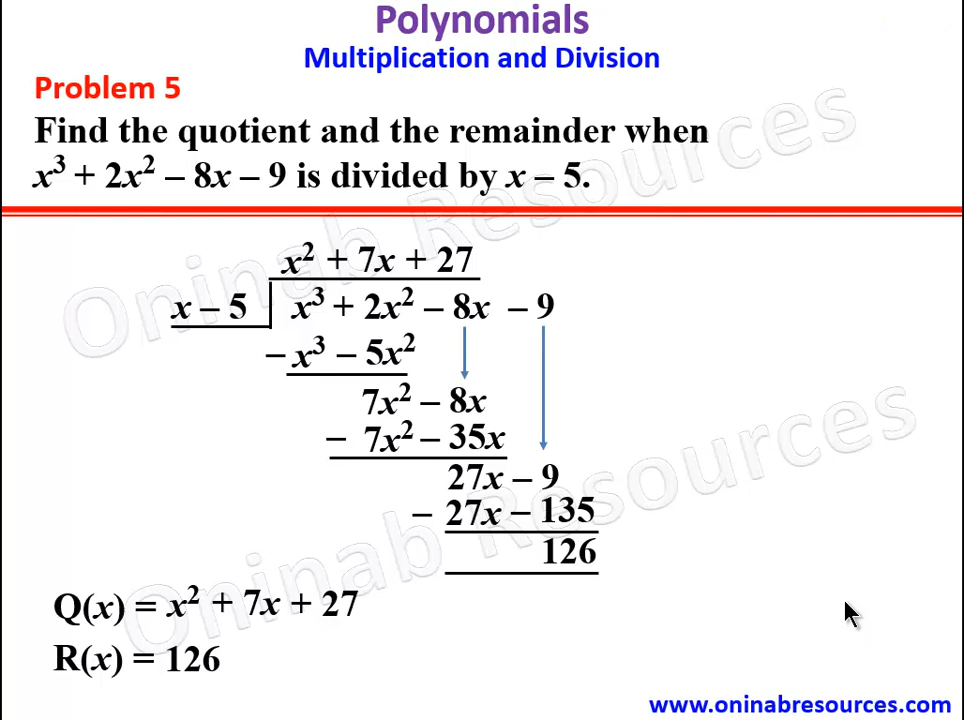 Polynomials
Multiplication and Division
Problem 5
Find the quotient and the remainder when
x³ + 2x² – 8x – 9 is divided by x – 5.
x² + 7x + 27
x – 5 x³ + 2x² – 8x – 9
– x³ – 5x²
7x² – 8x
– 7x² – 35x
27x – 9
– 27x – 135
126
Q(x) = x² + 7x + 27
R(x) = 126
www.oninabresources.com
Oninab Resources
Oninab Resources